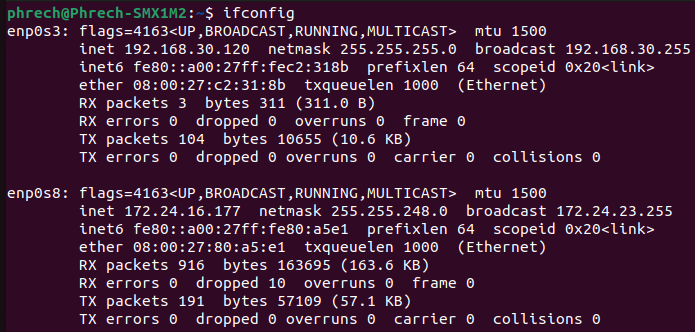 phrech@Phrech-SMX1M2:~$ ifconfig
enp0s3: flags=4163<UP,BROADCAST,RUNNING,MULTICAST>  mtu 1500
        inet 192.168.30.120  netmask 255.255.255.0  broadcast 192.168.30.255
        inet6 fe80::a00:27ff:fec2:318b  prefixlen 64  scopeid 0x20<link>
        ether 08:00:27:c2:31:8b  txqueuelen 1000  (Ethernet)
        RX packets 3  bytes 311 (311.0 B)
        RX errors 0  dropped 0  overruns 0  frame 0
        TX packets 104  bytes 10655 (10.6 KB)
        TX errors 0  dropped 0 overruns 0  carrier 0  collisions 0

enp0s8: flags=4163<UP,BROADCAST,RUNNING,MULTICAST>  mtu 1500
        inet 172.24.16.177  netmask 255.255.248.0  broadcast 172.24.23.255
        inet6 fe80::a00:27ff:fe80:a5e1  prefixlen 64  scopeid 0x20<link>
        ether 08:00:27:80:a5:e1  txqueuelen 1000  (Ethernet)
        RX packets 916  bytes 163695 (163.6 KB)
        RX errors 0  dropped 10  overruns 0  frame 0
        TX packets 191  bytes 57109 (57.1 KB)
        TX errors 0  dropped 0 overruns 0  carrier 0  collisions 0